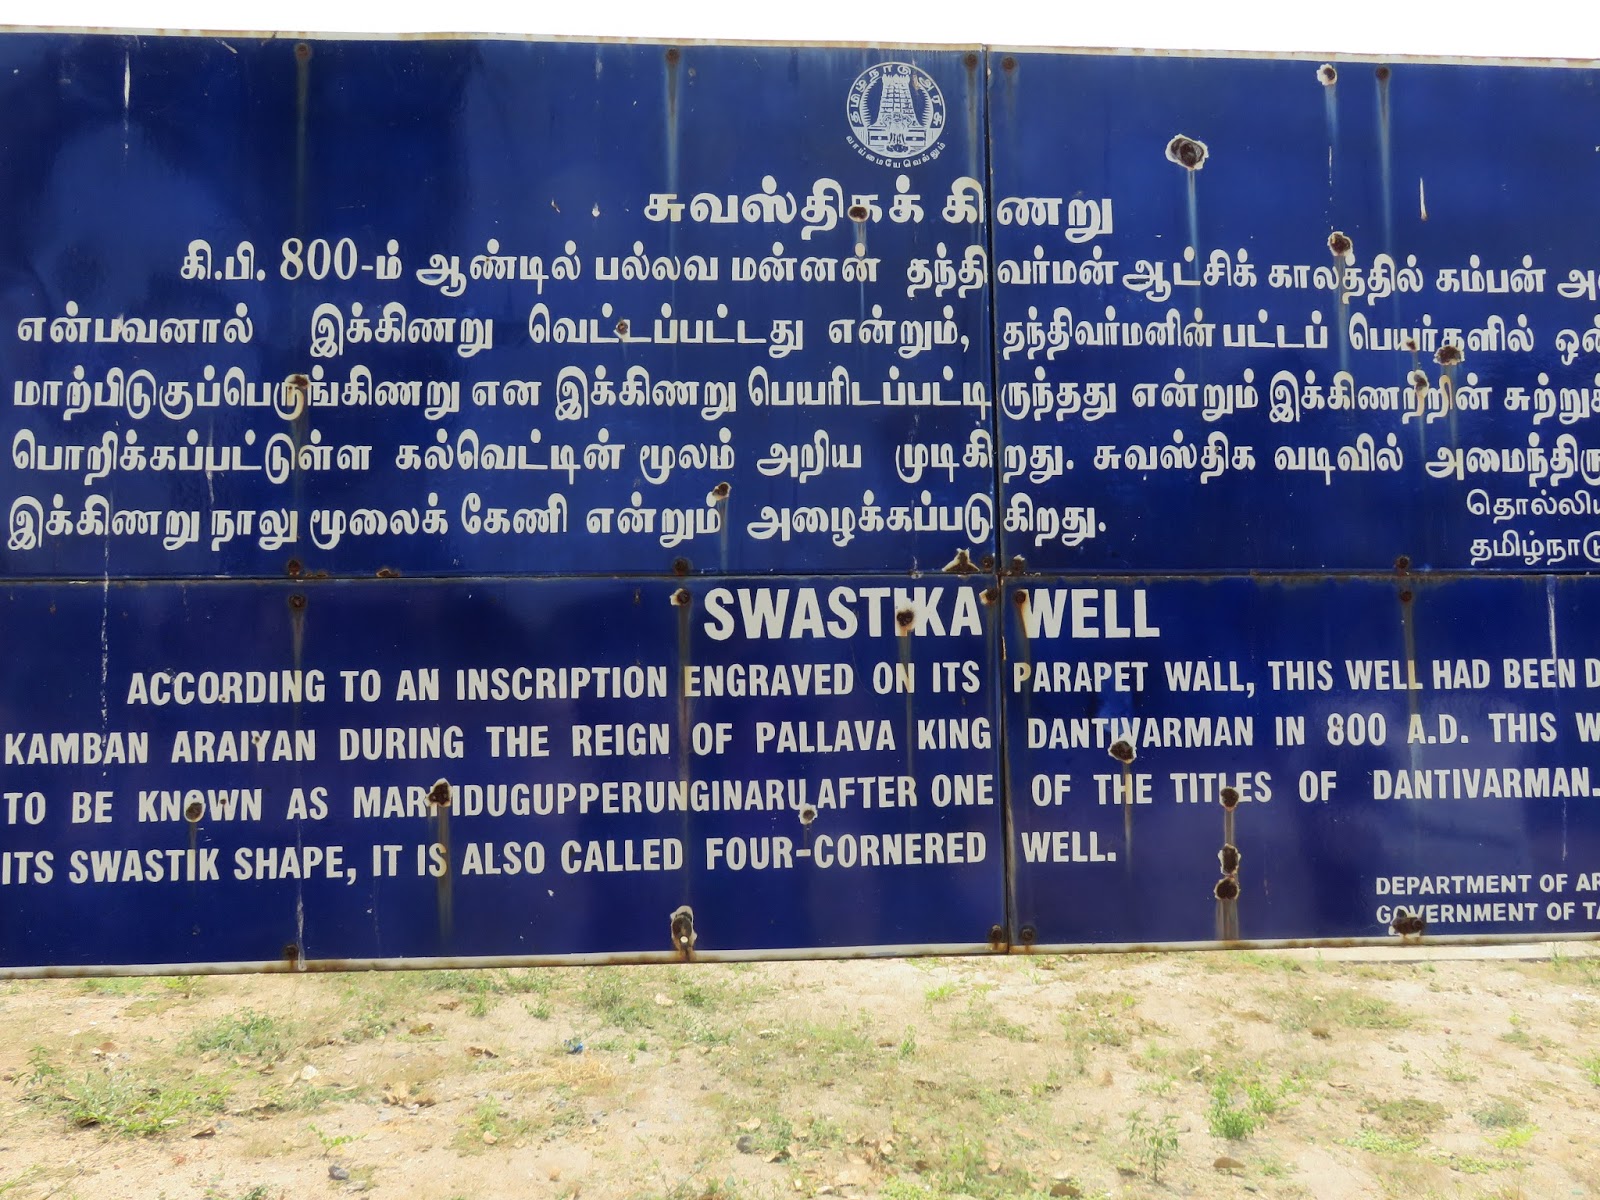 தமிழ்நாடு அரசு
வாய்மையே வெல்லும்
சுவஸ்திகக் கிணறு
கி.பி. 800-ம் ஆண்டில் பல்லவ மன்னன் தந்திவர்மன் ஆட்சிக் காலத்தில் கம்பன்
என்பவனால் இக்கிணறு வெட்டப்பட்டது என்றும், தந்திவர்மனின் பட்டப் பெயர்களில்
மாற்பிடுகுப்பெருங்கிணறு என இக்கிணறு பெயரிடப்பட்டிருந்தது என்றும் இக்கிணற்றின்
பொறிக்கப்பட்டுள்ள கல்வெட்டின் மூலம் அறிய முடிகிறது. சுவஸ்திக வடிவில்
இக்கிணறு நாலு மூலைக் கேணி என்றும் அழைக்கப்படுகிறது.
தமிழ்நாடு
SWASTIKA WELL
ACCORDING TO AN INSCRIPTION ENGRAVED ON ITS PARAPET WALL, THIS WELL HAD BEEN
KAMBAN ARAIYAN DURING THE REIGN OF PALLAVA KING DANTIVARMAN IN 800 A.D. THIS
TO BE KNOWN AS MARPIDUGUPPERUNGINARU AFTER ONE OF THE TITLES OF DANTIVARMAN.
ITS SWASTIK SHAPE, IT IS ALSO CALLED FOUR-CORNERED WELL.
DEPARTMENT OF
GOVERNMENT OF